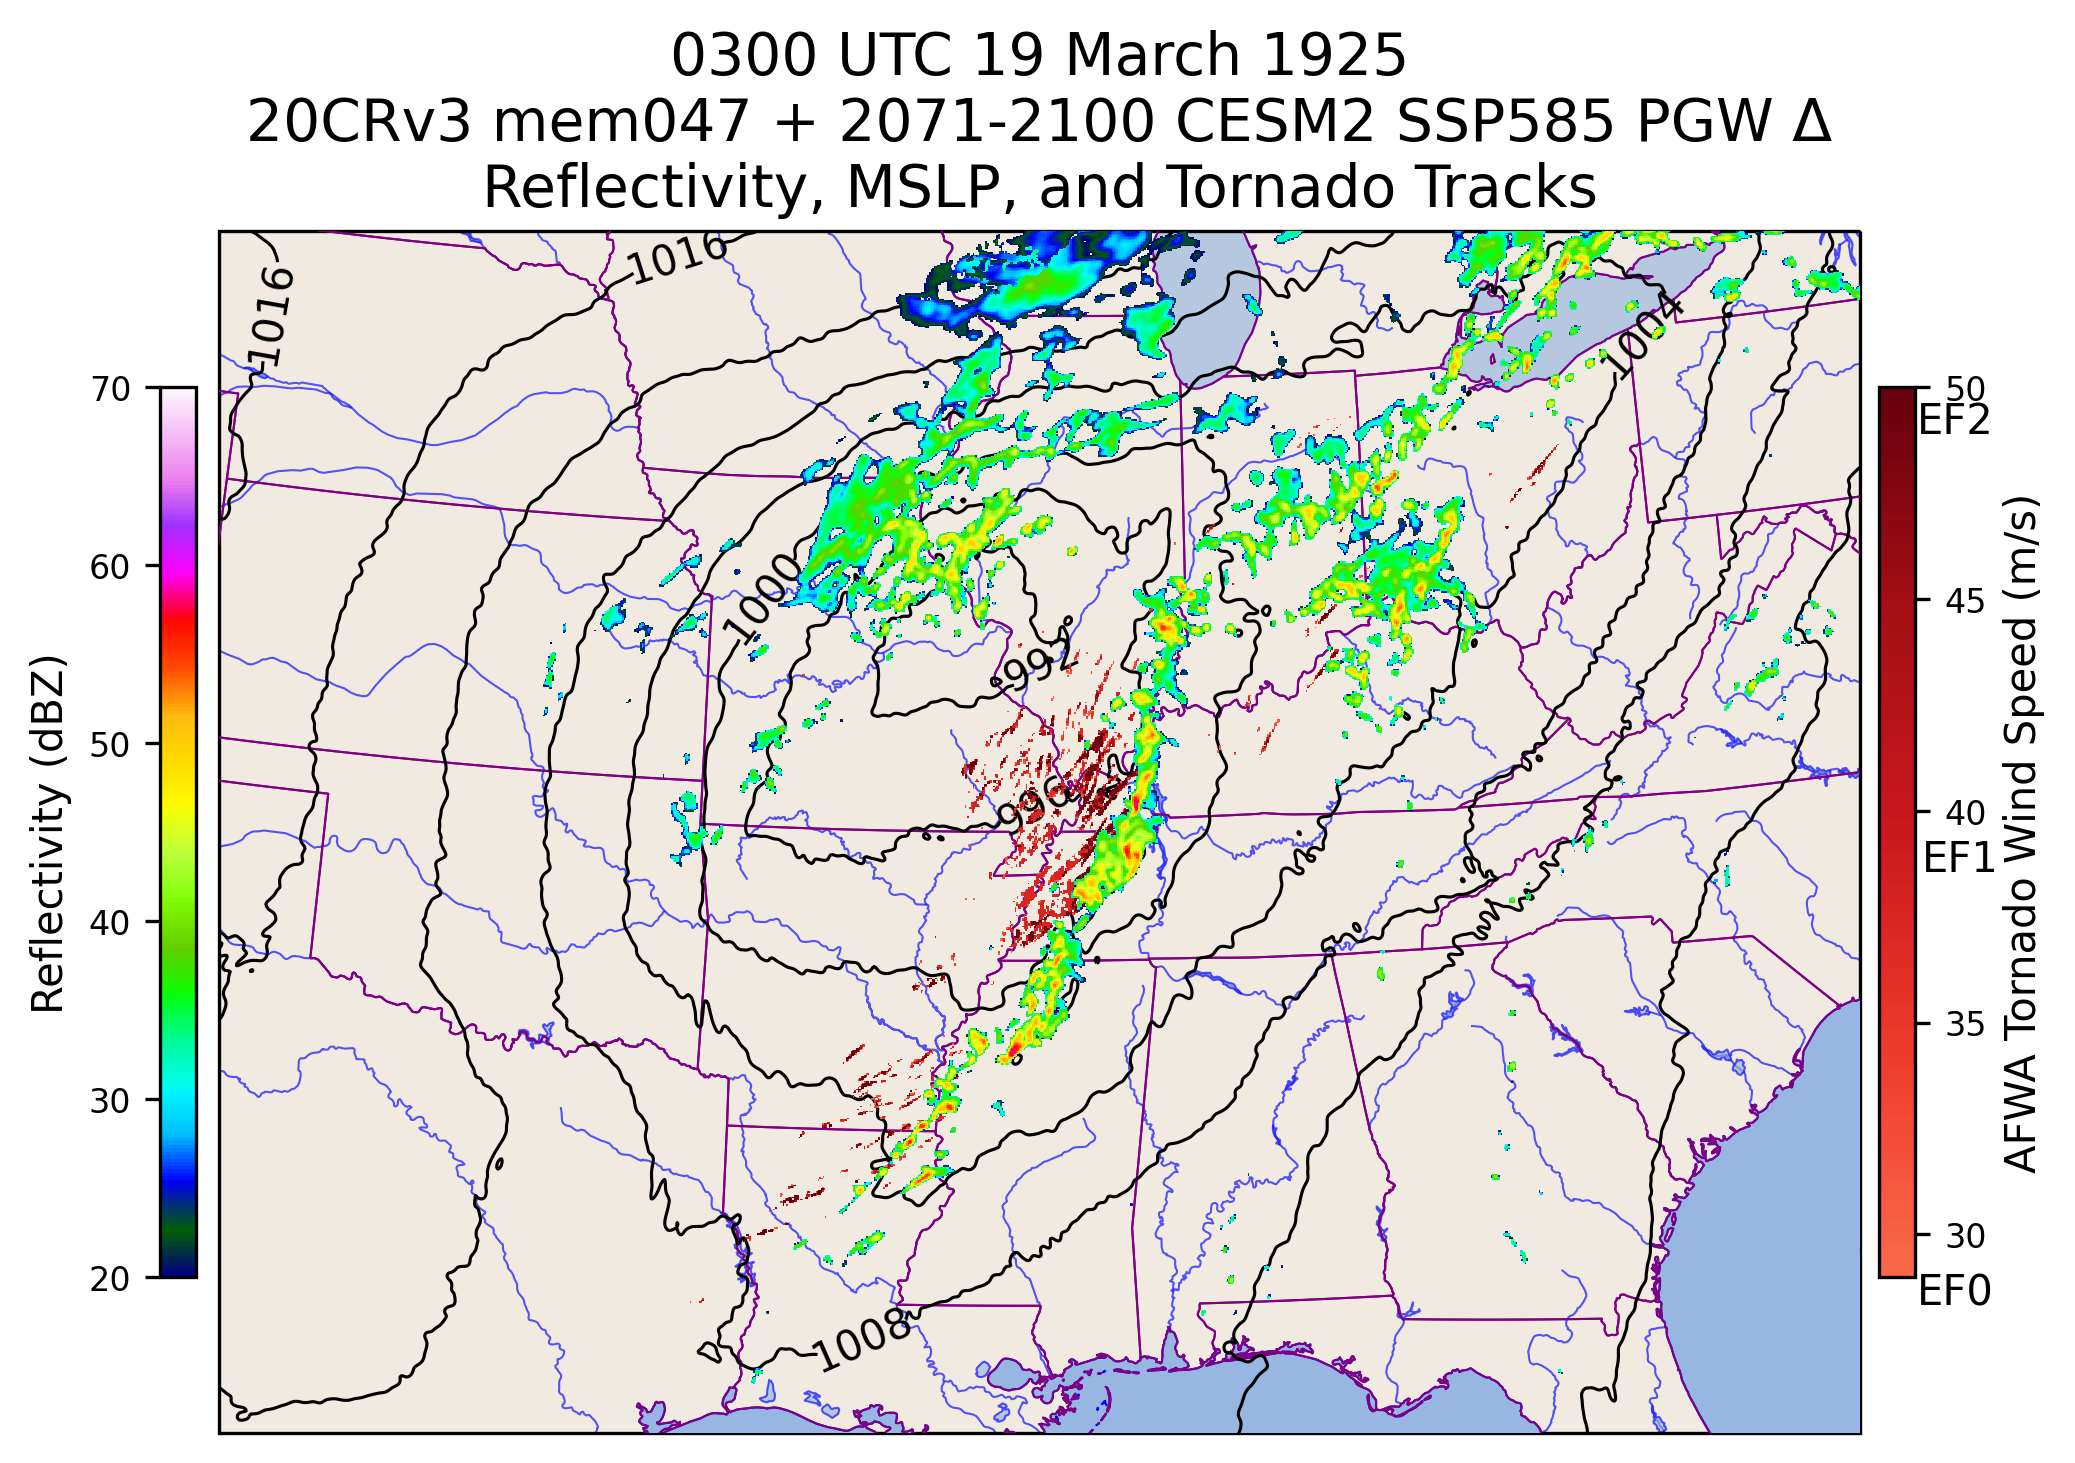 0300 UTC 19 March 1925
20CRv3 mem047 + 2071-2100 CESM2 SSP585 PGW Δ
Reflectivity, MSLP, and Tornado Tracks
1016
1016
1004
1000
992
996
1008
70
60
50
40
30
20
Reflectivity (dBZ)
50
EF2
45
40
EF1
35
30
EF0
AFWA Tornado Wind Speed (m/s)